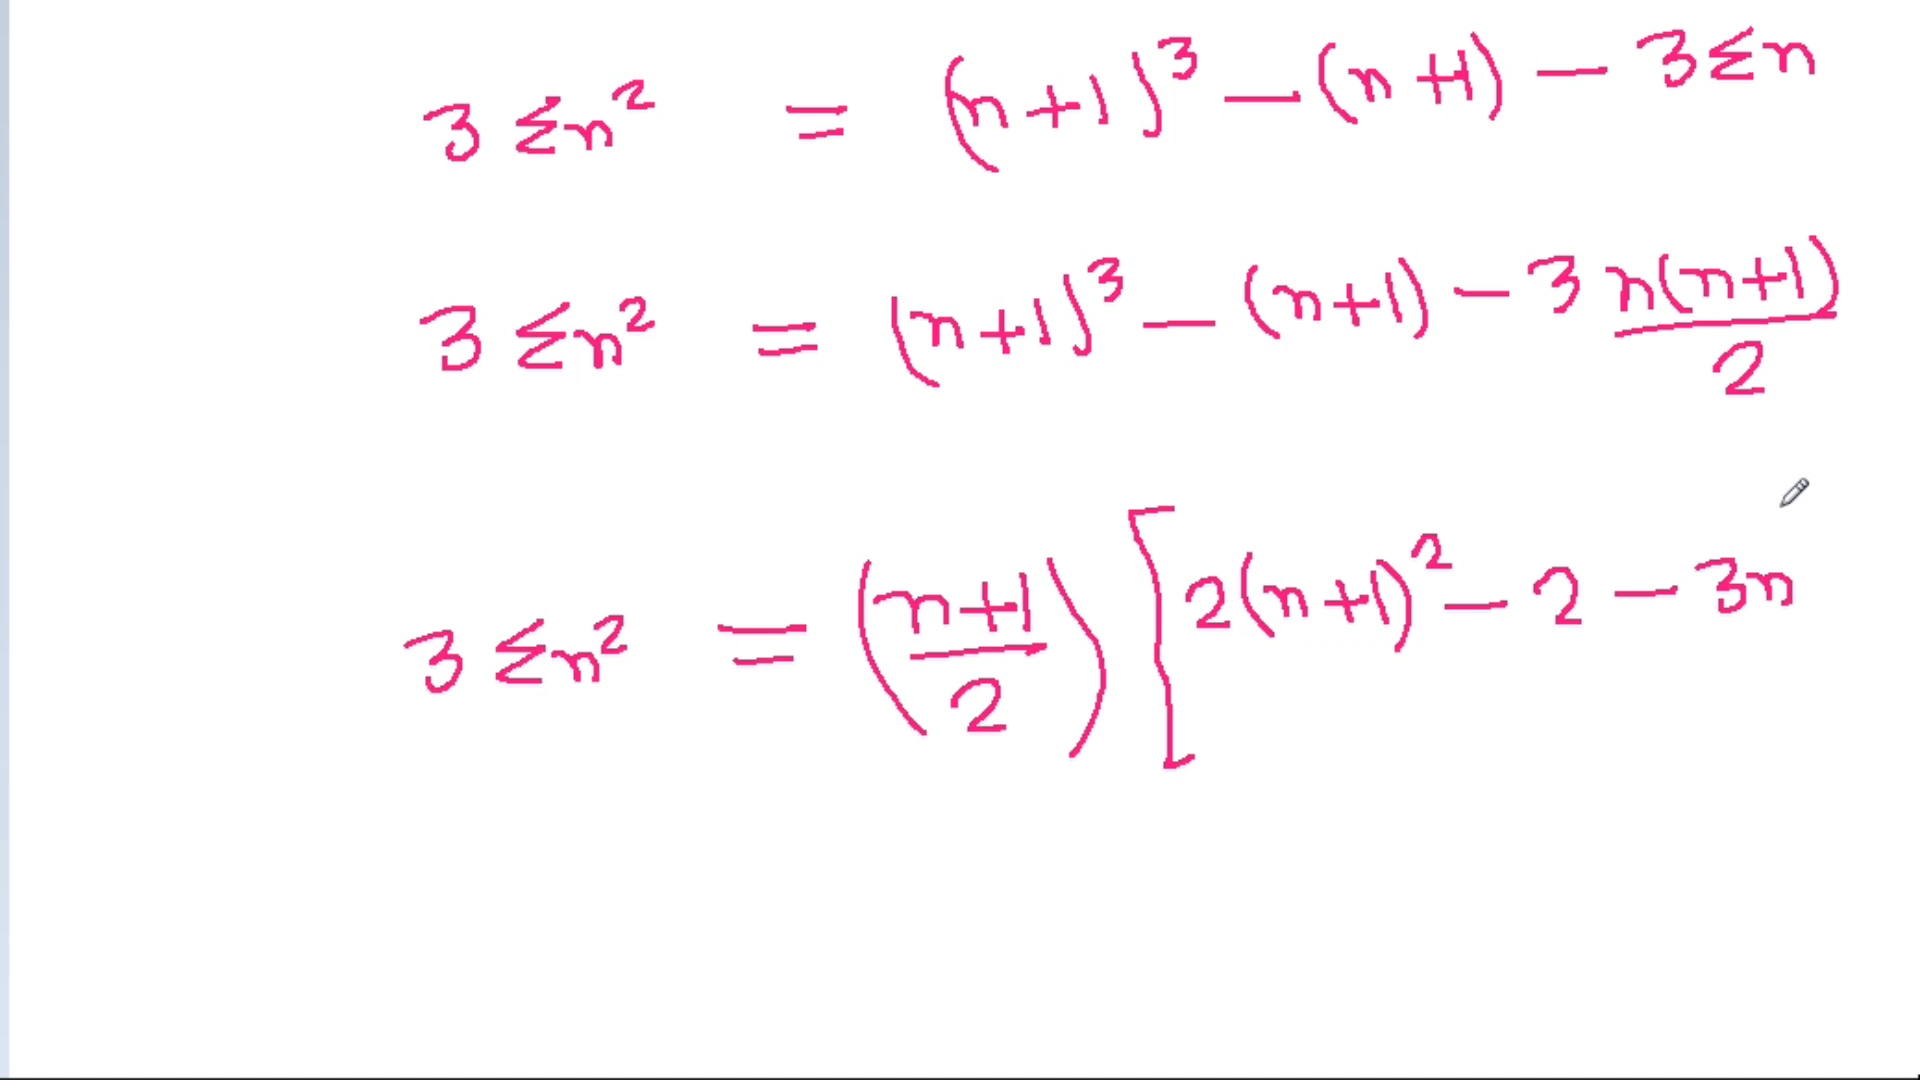 3 Σn² = (n+1)³ − (n+1) − 3Σn
3 Σn² = (n+1)³ − (n+1) − 3 n(n+1)/2
3 Σn² = ((n+1)/2) [2(n+1)² − 2 − 3n